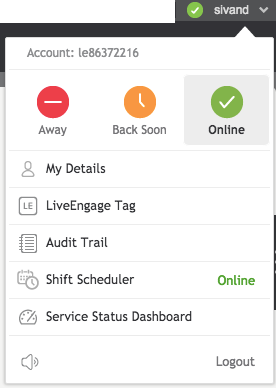 sivand
Account: le86372216
Away Back Soon Online
My Details
LE LiveEngage Tag
Audit Trail
Shift Scheduler Online
Service Status Dashboard
Logout